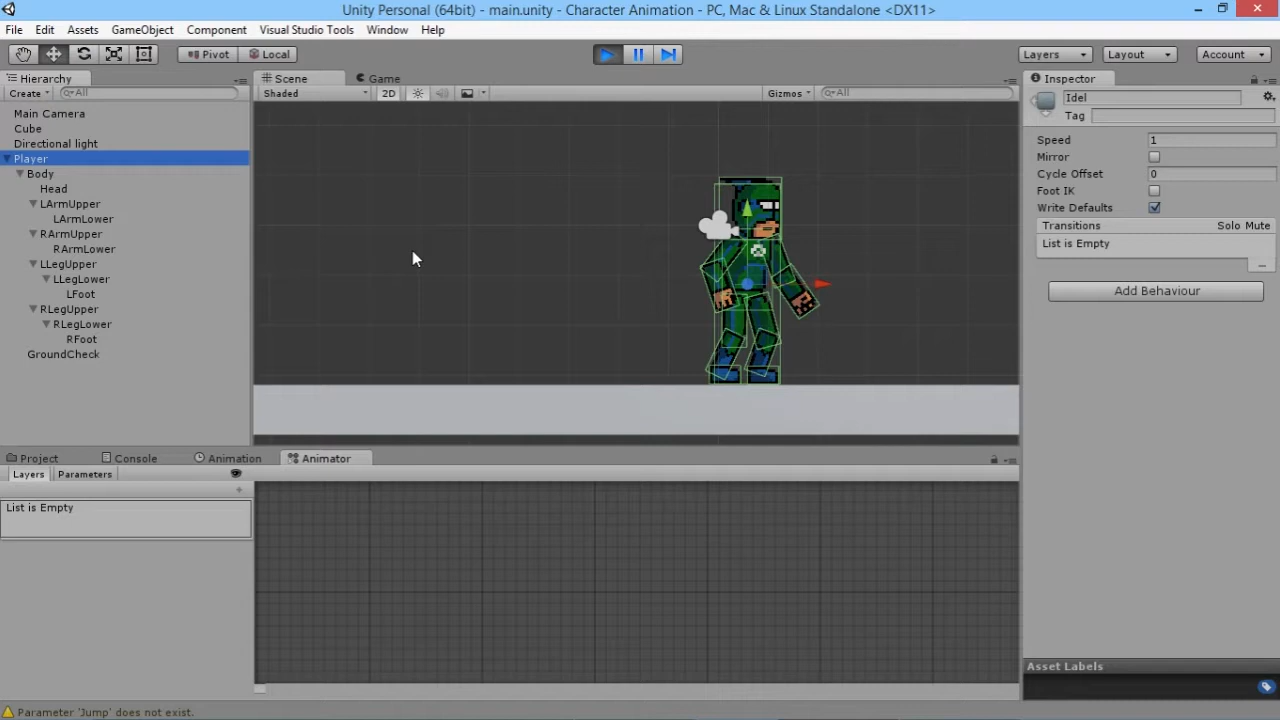 Unity Personal (64bit) - main.unity - Character Animation - PC, Mac & Linux Standalone <DX11>
File Edit Assets GameObject Component Visual Studio Tools Window Help
Pivot Local Layers Layout Account
Hierarchy
Scene Game
Inspector
Create All
Shaded 2D Gizmos All
Idel
Tag
Main Camera
Cube
Directional light
Player
Body
Head
LArmUpper
LArmLower
RArmUpper
RArmLower
LLegUpper
LLegLower
LFoot
RLegUpper
RLegLower
RFoot
GroundCheck
Speed 1
Mirror
Cycle Offset 0
Foot IK
Write Defaults
Transitions Solo Mute
List is Empty
Add Behaviour
Project Console Animation Animator
Layers Parameters
List is Empty
Asset Labels
Parameter 'Jump' does not exist.